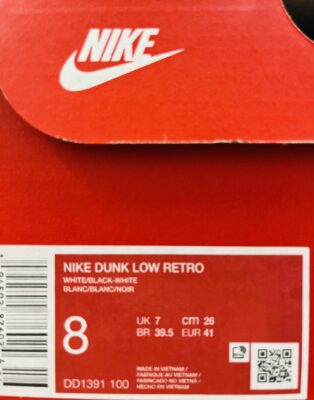 NIKE
NIKE DUNK LOW RETRO
WHITE/BLACK-WHITE
BLANC/BLANC/NOIR
8
UK 7 cm 26
BR 39.5 EUR 41
MADE IN VIETNAM /
FABRIQUE AU VIETNAM /
FABRICADO NO VIETNÃ /
HECHO EN VIETNAM
DD1391 100